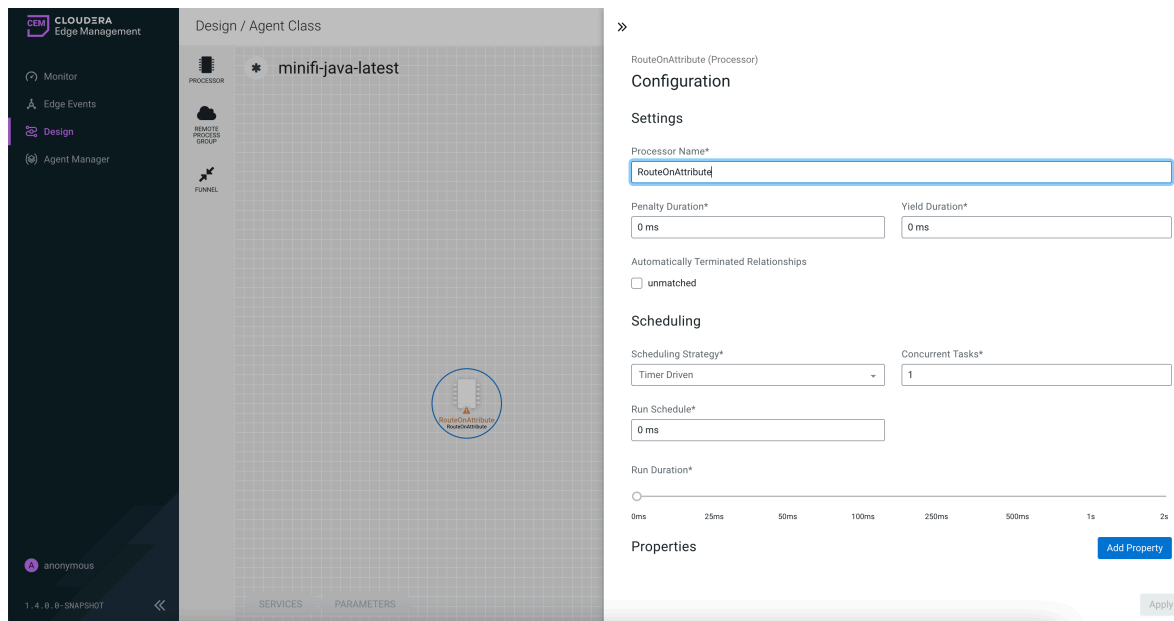 CEM
CLOUDERA
Edge Management
Monitor
Edge Events
Design
Agent Manager
A anonymous
1.4.0.0-SNAPSHOT
Design / Agent Class
PROCESSOR
REMOTE
PROCESS
GROUP
FUNNEL
minifi-java-latest
RouteOnAttribute
RouteOnAttribute
SERVICES PARAMETERS
RouteOnAttribute (Processor)
Configuration
Settings
Processor Name*
RouteOnAttribute
Penalty Duration* Yield Duration*
0 ms 0 ms
Automatically Terminated Relationships
unmatched
Scheduling
Scheduling Strategy* Concurrent Tasks*
Timer Driven 1
Run Schedule*
0 ms
Run Duration*
0ms 25ms 50ms 100ms 250ms 500ms 1s 2s
Properties Add Property
Apply